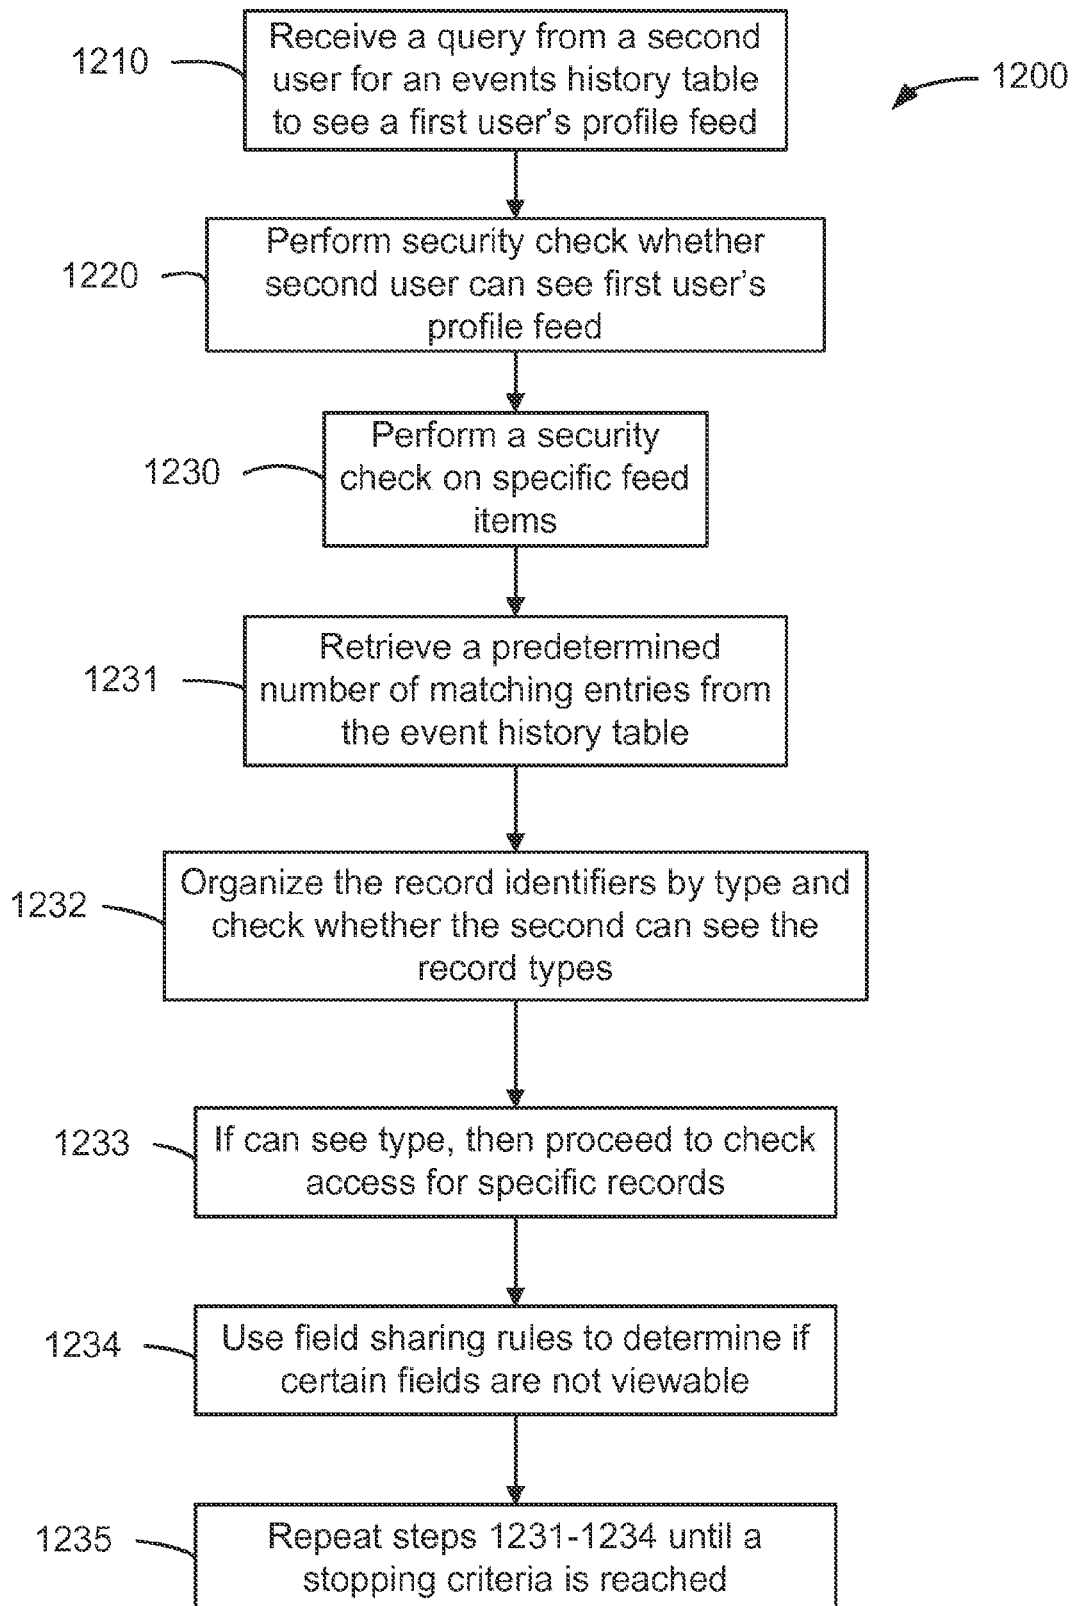 1200
1210
Receive a query from a second
user for an events history table
to see a first user's profile feed
1220
Perform security check whether
second user can see first user's
profile feed
1230
Perform a security
check on specific feed
items
1231
Retrieve a predetermined
number of matching entries from
the event history table
1232
Organize the record identifiers by type and
check whether the second can see the
record types
1233
If can see type, then proceed to check
access for specific records
1234
Use field sharing rules to determine if
certain fields are not viewable
1235
Repeat steps 1231-1234 until a
stopping criteria is reached